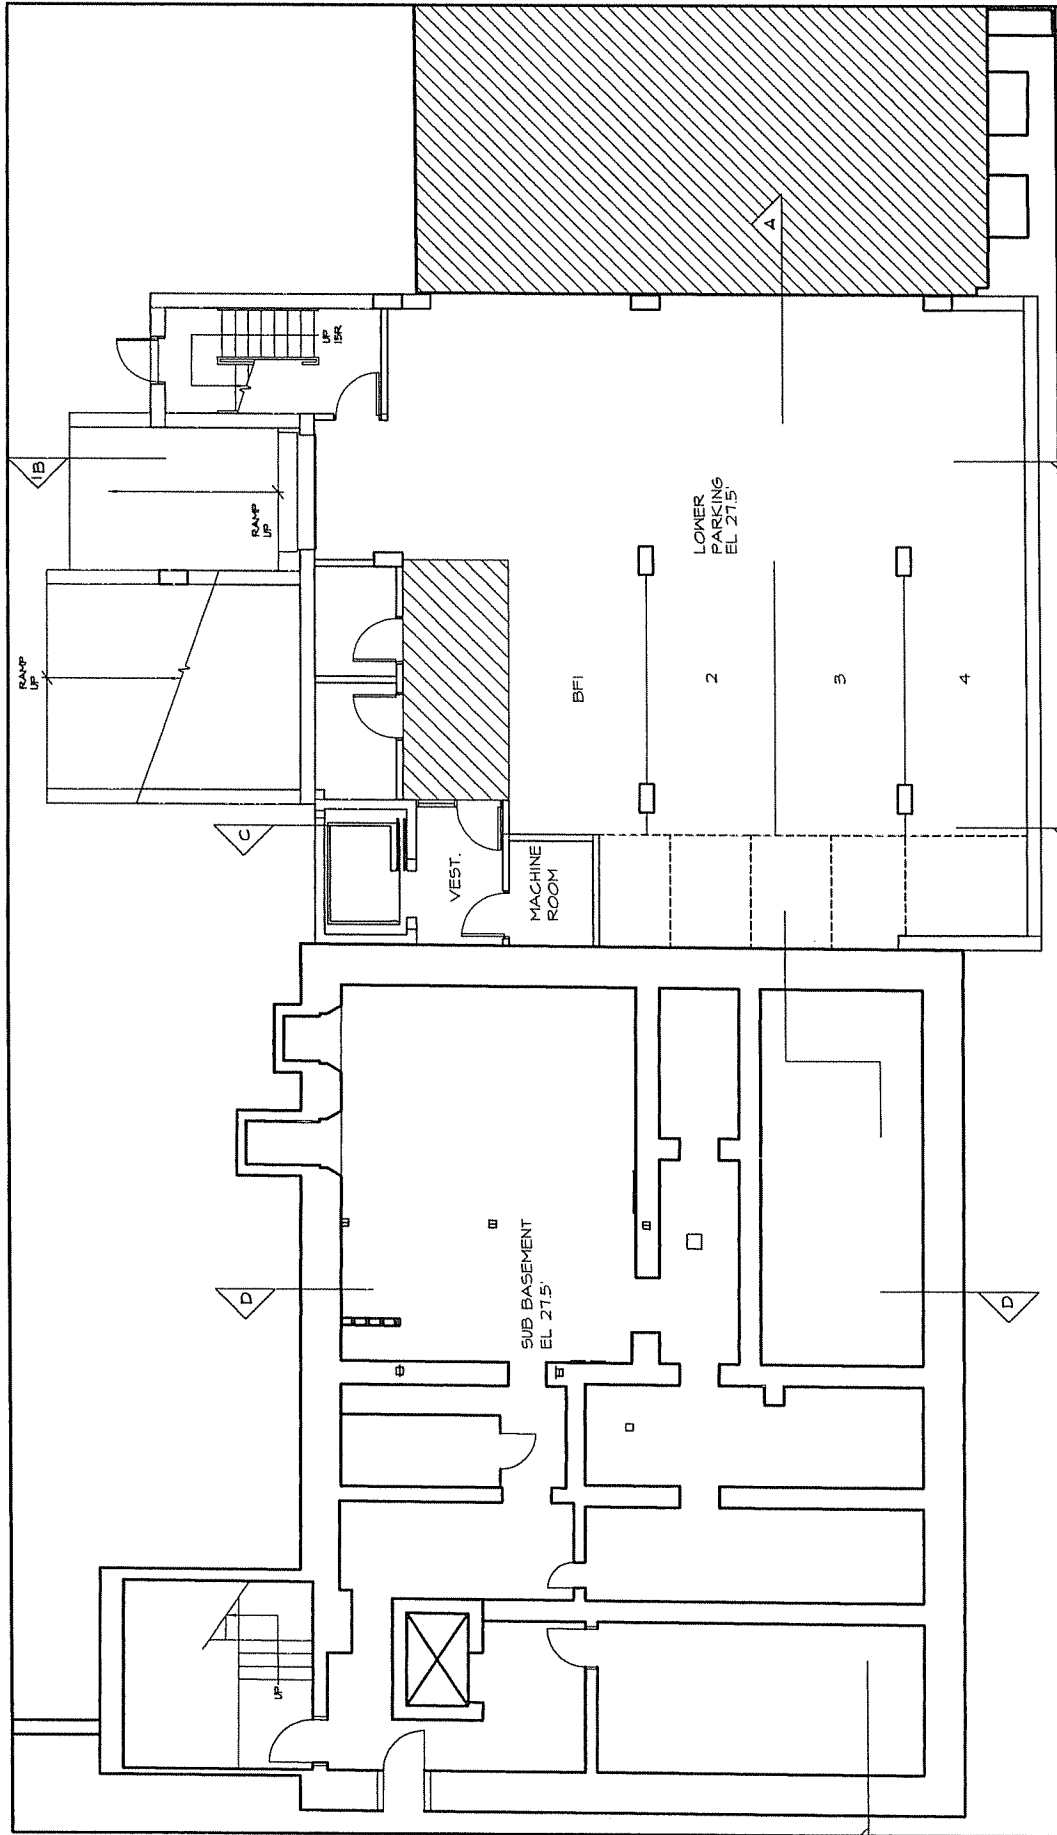 A
UP
15R
1B
RAMP
UP
RAMP
UP
LOWER
PARKING
EL 27.5'
BF1
2
3
4
C
VEST.
MACHINE
ROOM
SUB BASEMENT
EL 27.5'
D
D
UP